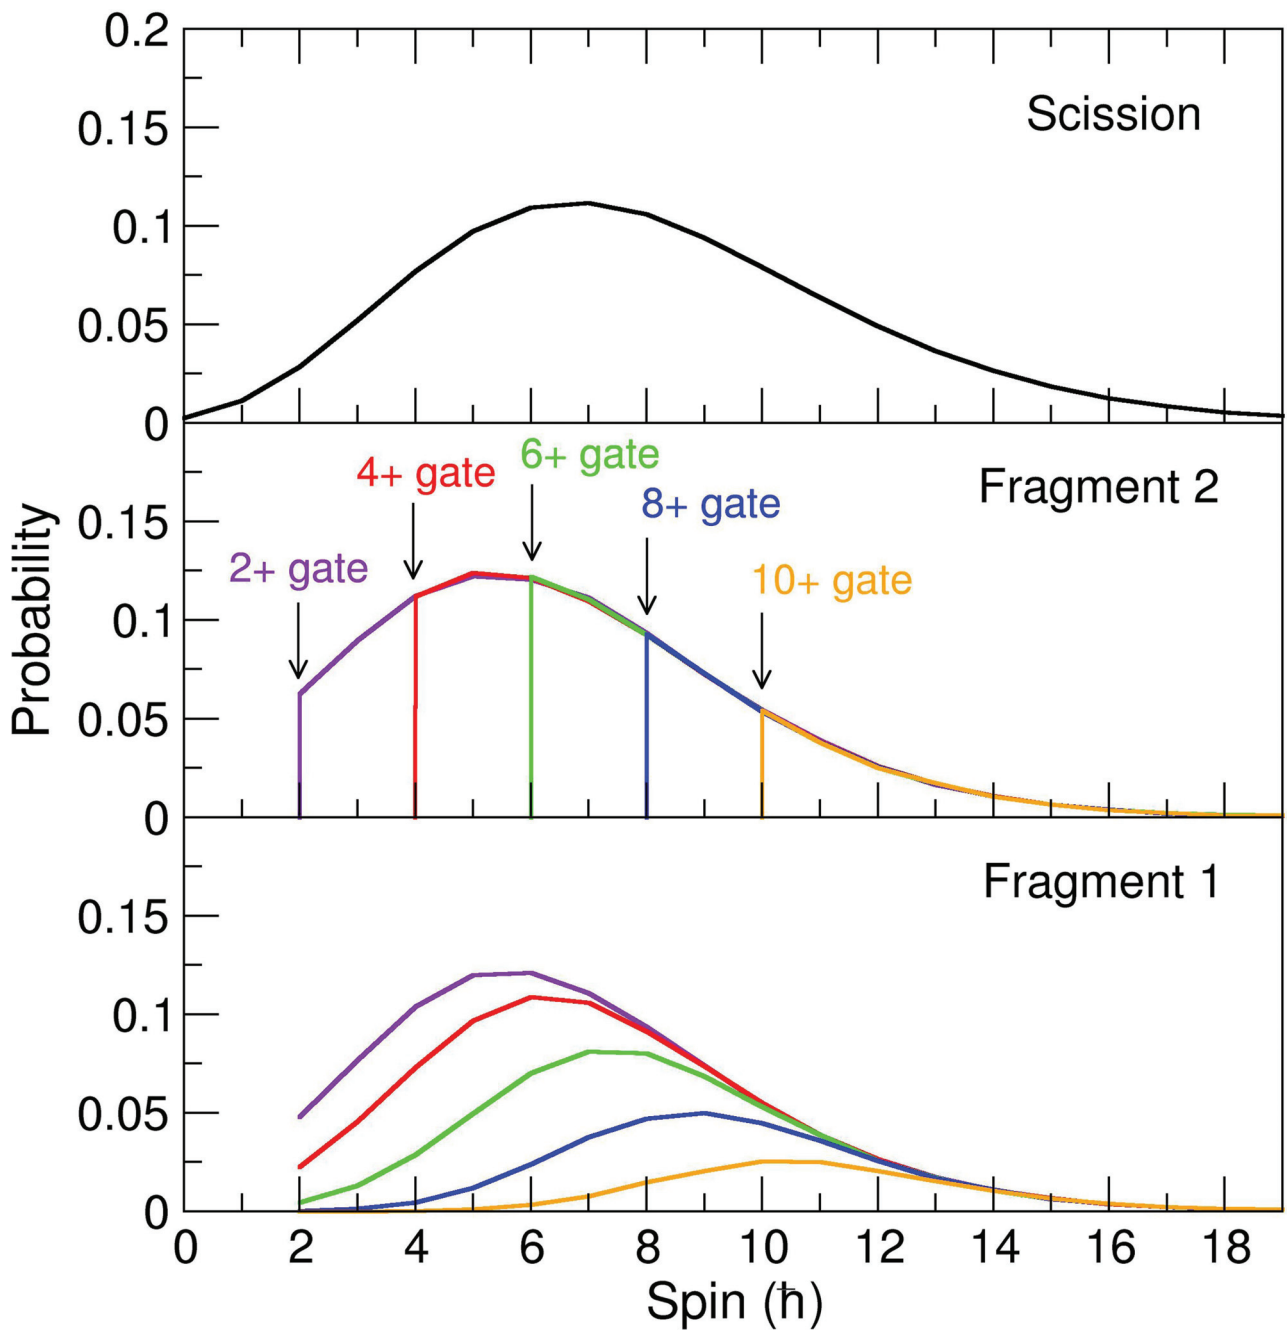 0.2
Scission
0.15
0.1
0.05
0
6+ gate
4+ gate
Fragment 2
8+ gate
0.15
2+ gate
10+ gate
0.1
0.05
0
Probability
Fragment 1
0.15
0.1
0.05
0
0 2 4 6 8 10 12 14 16 18
Spin (ħ)